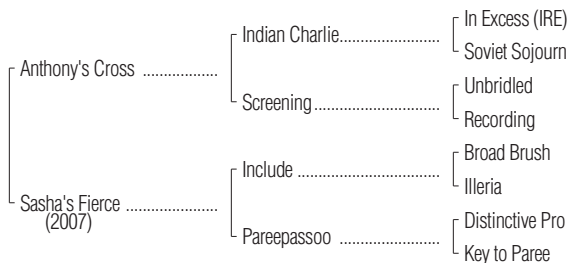 In Excess (IRE)
Indian Charlie....................
Soviet Sojourn
Anthony's Cross ..................
Unbridled
Screening.........................
Recording
Broad Brush
Include .............................
Illeria
Sasha's Fierce ......................
(2007)
Distinctive Pro
Pareepassoo ....................
Key to Paree